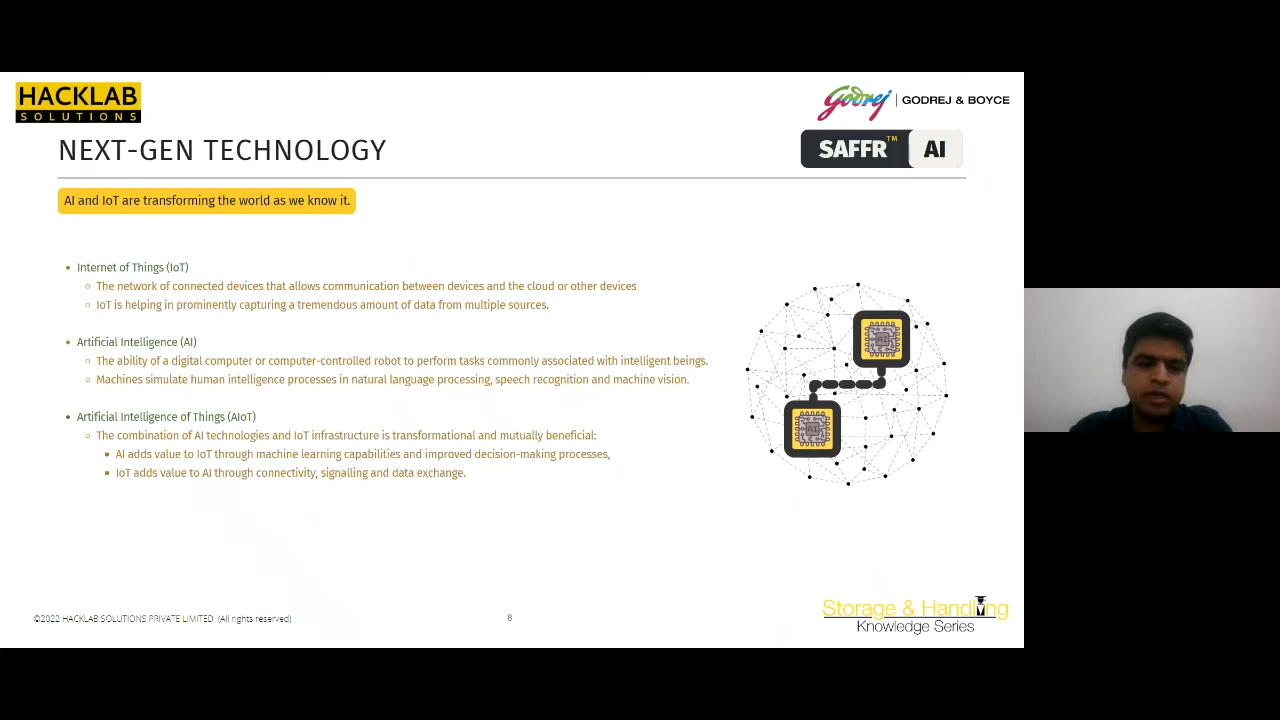 HACKLAB
SOLUTIONS
Godrej | GODREJ & BOYCE
NEXT-GEN TECHNOLOGY
SAFFR™ AI
AI and IoT are transforming the world as we know it.
• Internet of Things (IoT)
○ The network of connected devices that allows communication between devices and the cloud or other devices
○ IoT is helping in prominently capturing a tremendous amount of data from multiple sources.
• Artificial Intelligence (AI)
○ The ability of a digital computer or computer-controlled robot to perform tasks commonly associated with intelligent beings.
○ Machines simulate human intelligence processes in natural language processing, speech recognition and machine vision.
• Artificial Intelligence of Things (AIoT)
○ The combination of AI technologies and IoT infrastructure is transformational and mutually beneficial:
▪ AI adds value to IoT through machine learning capabilities and improved decision-making processes,
▪ IoT adds value to AI through connectivity, signalling and data exchange.
AI
AI
©2022 HACKLAB SOLUTIONS PRIVATE LIMITED (All rights reserved)
8
Storage & Handling
Knowledge Series